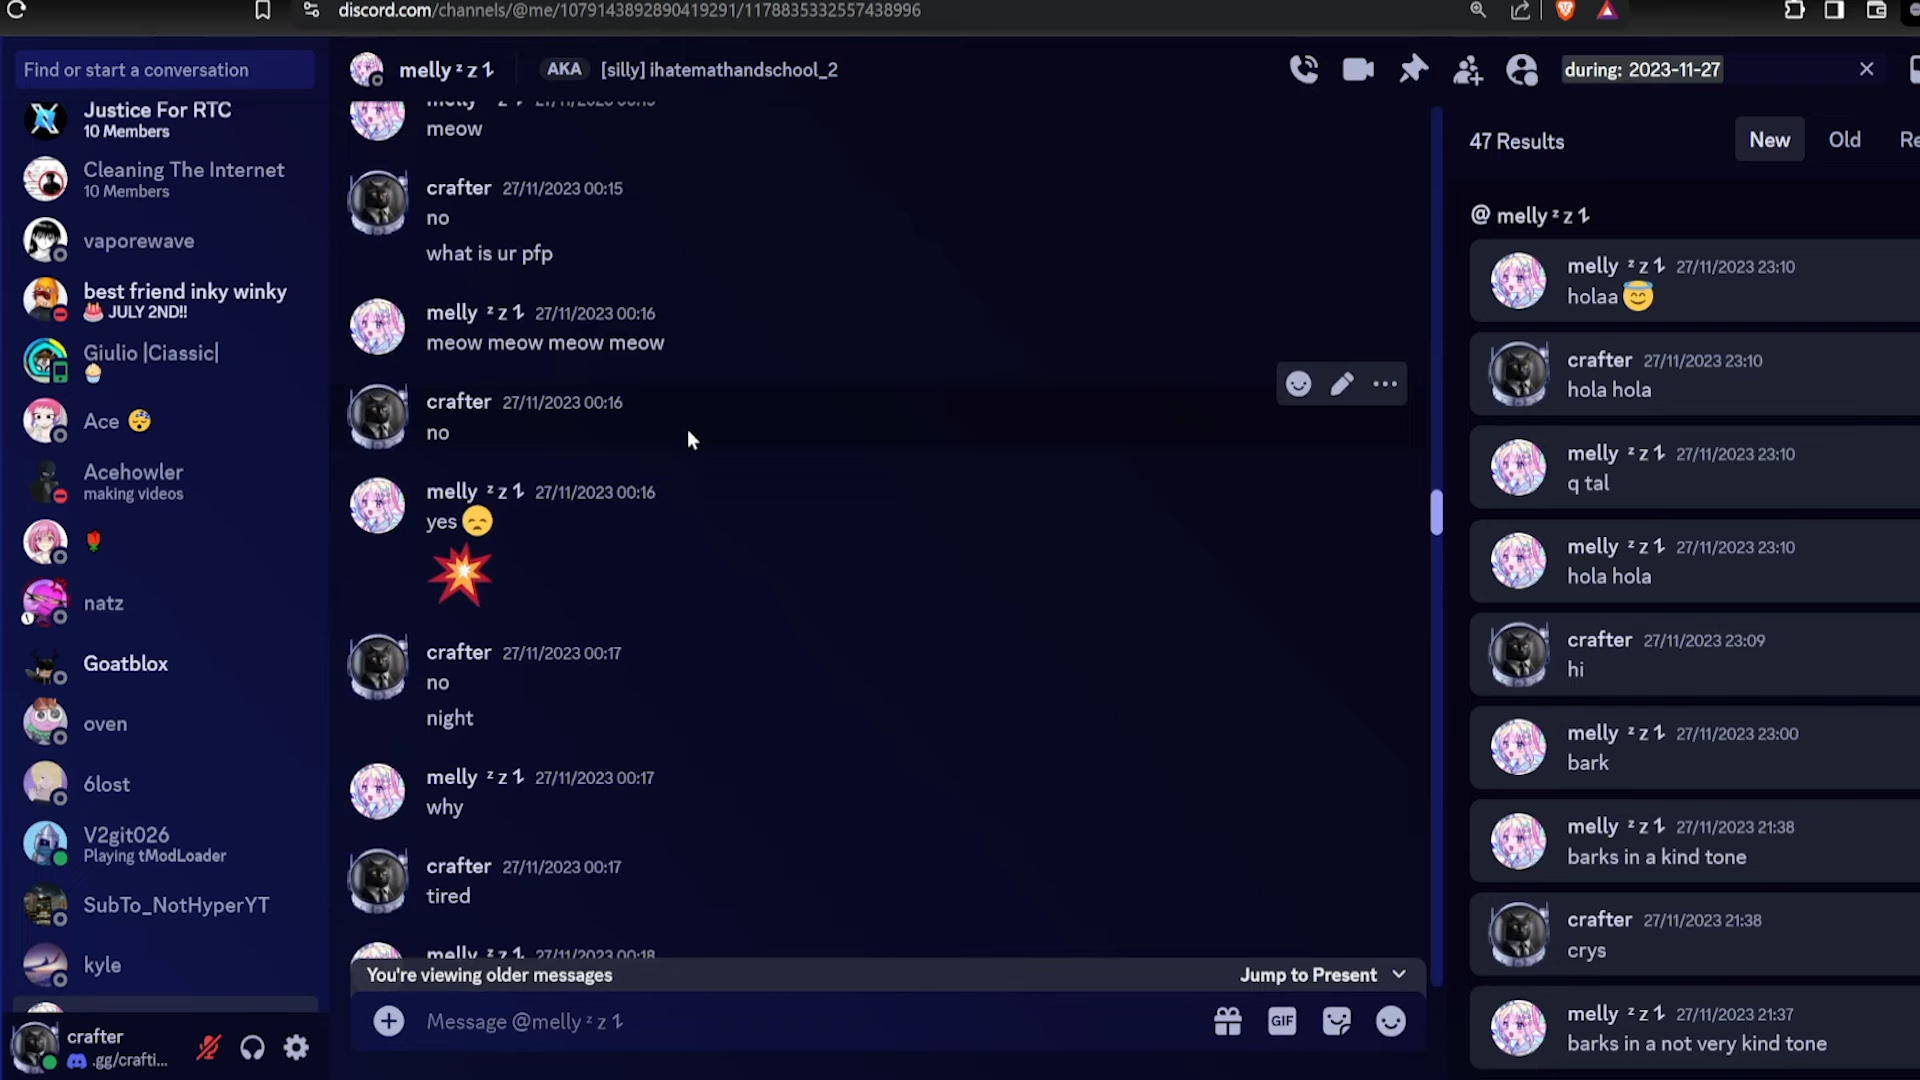 discord.com/channels/@me/1079143892890419291/1178835332557438996
Find or start a conversation
Justice For RTC
10 Members
Cleaning The Internet
10 Members
vaporewave
best friend inky winky
JULY 2ND!!
Giulio |Ciassic|
Ace
Acehowler
making videos
natz
Goatblox
oven
6lost
V2git026
Playing tModLoader
SubTo_NotHyperYT
kyle
crafter
.gg/crafti...
melly ᶻ z
AKA
[silly] ihatemathandschool_2
meow
crafter 27/11/2023 00:15
no
what is ur pfp
melly ᶻ z 27/11/2023 00:16
meow meow meow meow
crafter 27/11/2023 00:16
no
melly ᶻ z 27/11/2023 00:16
yes 😞
💥
crafter 27/11/2023 00:17
no
night
melly ᶻ z 27/11/2023 00:17
why
crafter 27/11/2023 00:17
tired
melly ᶻ z 27/11/2023 00:18
You're viewing older messages
Jump to Present
Message @melly ᶻ z
GIF
during: 2023-11-27
47 Results
New
Old
Re
@ melly ᶻ z
melly ᶻ z 27/11/2023 23:10
holaa 😇
crafter 27/11/2023 23:10
hola hola
melly ᶻ z 27/11/2023 23:10
q tal
melly ᶻ z 27/11/2023 23:10
hola hola
crafter 27/11/2023 23:09
hi
melly ᶻ z 27/11/2023 23:00
bark
melly ᶻ z 27/11/2023 21:38
barks in a kind tone
crafter 27/11/2023 21:38
crys
melly ᶻ z 27/11/2023 21:37
barks in a not very kind tone